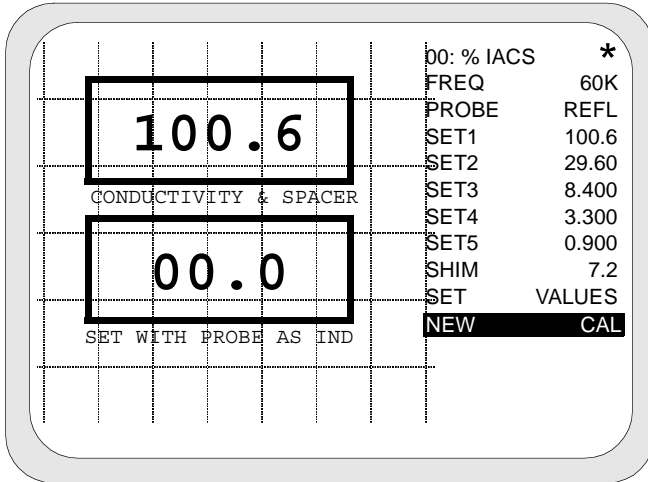 100.6
CONDUCTIVITY & SPACER
00.0
SET WITH PROBE AS IND
00: % IACS *
FREQ 60K
PROBE REFL
SET1 100.6
SET2 29.60
SET3 8.400
SET4 3.300
SET5 0.900
SHIM 7.2
SET VALUES
NEW CAL